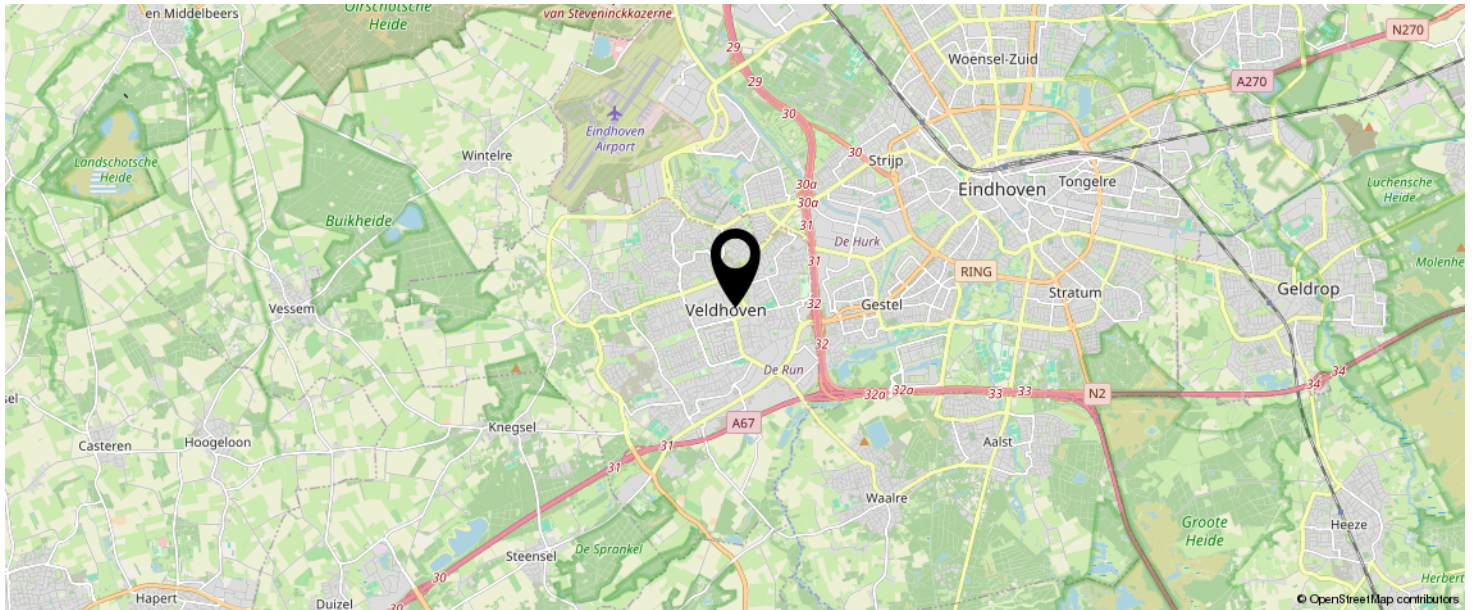 en Middelbeers
Oirschotsche
Heide
van Steveninckkazerne
29
29
N270
Woensel-Zuid
A270
30
Eindhoven
Airport
30
Strijp
Wintelre
Landschotsche
Heide
Eindhoven
Tongelre
Luchensche
Heide
30a
30a
Buikheide
31
De Hurk
31
RING
Molenhe
Stratum
Geldrop
Vessem
Veldhoven
32
Gestel
32
De Run
34
34
32a
32a
33
33
N2
sel
A67
Knegsel
Casteren
Hoogeloon
31
31
Aalst
Waalre
Groote
Heide
Heeze
Steensel
De Sprankel
30
Herbert
Hapert
Duizel
30
© OpenStreetMap contributors